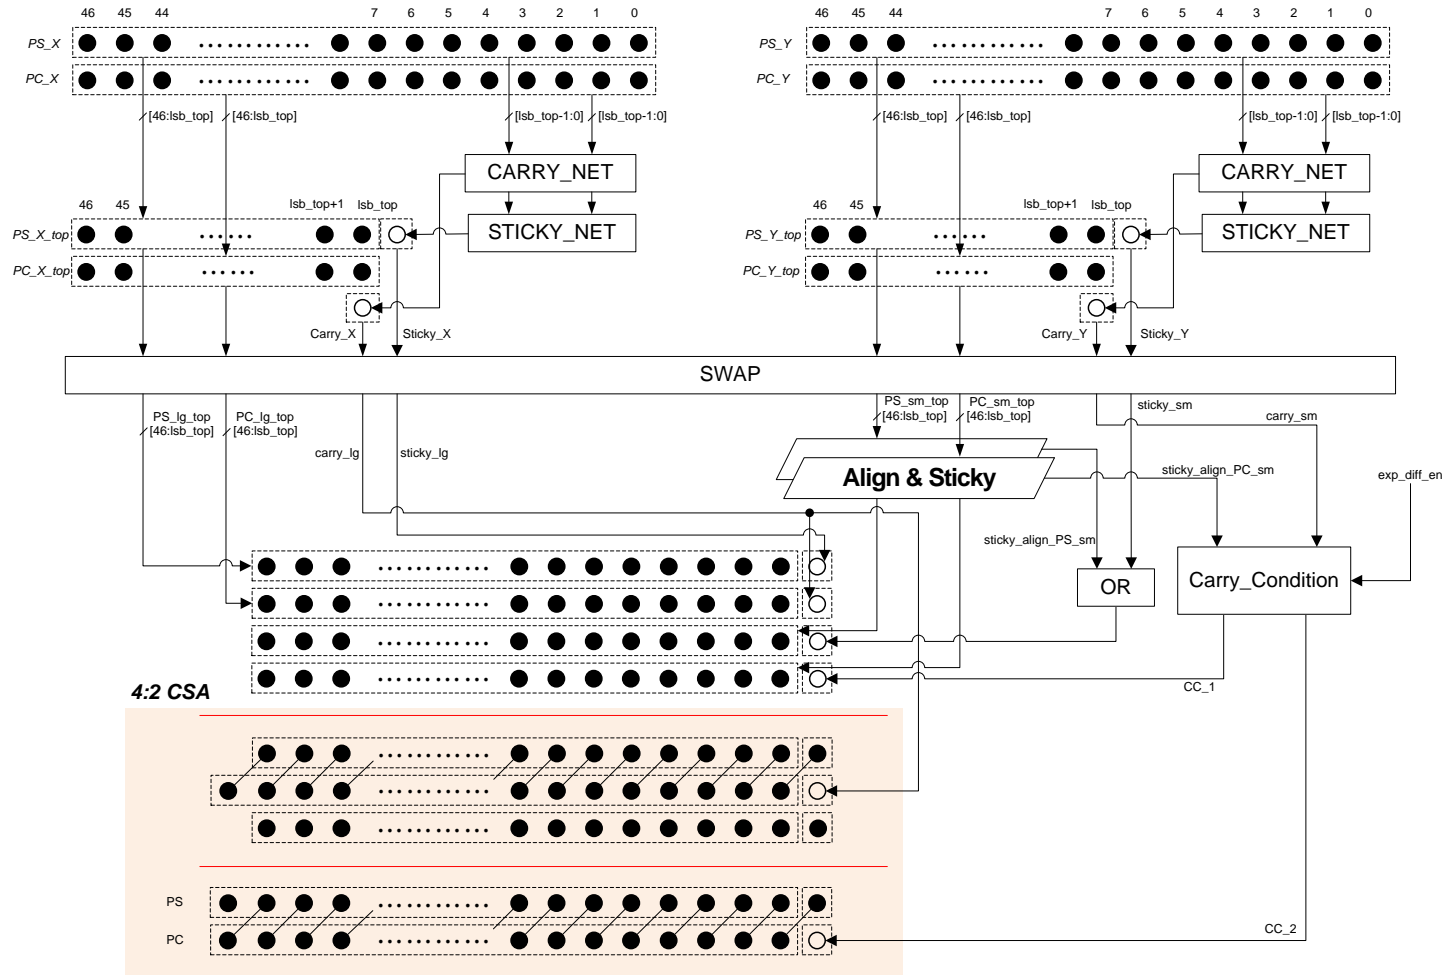 46 45 44 7 6 5 4 3 2 1 0 46 45 44 7 6 5 4 3 2 1 0
PS_X PS_Y
PC_X PC_Y
[46:lsb_top] [46:lsb_top] [lsb_top-1:0] [lsb_top-1:0] [46:lsb_top] [46:lsb_top] [lsb_top-1:0] [lsb_top-1:0]
CARRY_NET CARRY_NET
46 45 lsb_top+1 lsb_top 46 45 lsb_top+1 lsb_top
PS_X_top STICKY_NET PS_Y_top STICKY_NET
PC_X_top PC_Y_top
Carry_X Sticky_X Carry_Y Sticky_Y
SWAP
PS_lg_top PC_lg_top PS_sm_top PC_sm_top sticky_sm
[46:lsb_top] [46:lsb_top] [46:lsb_top] [46:lsb_top] carry_sm
carry_lg sticky_lg
Align & Sticky sticky_align_PC_sm exp_diff_en
sticky_align_PS_sm
OR Carry_Condition
4:2 CSA CC_1
PS
PC CC_2